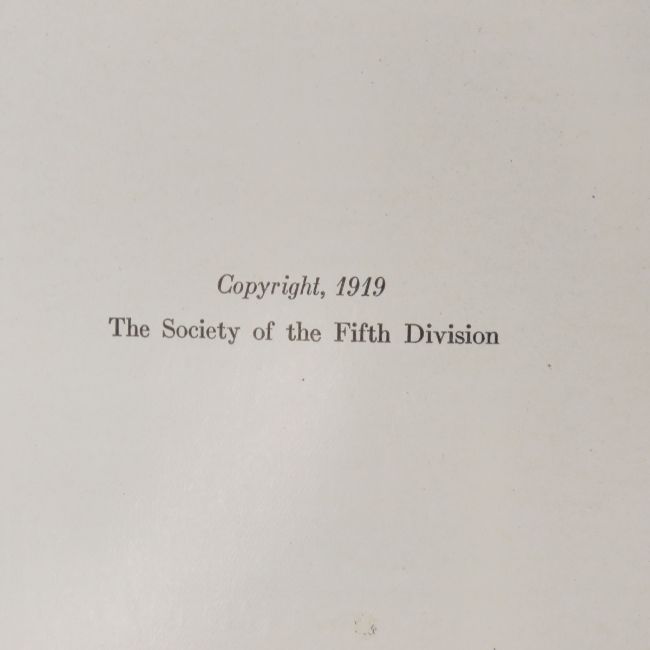 Copyright, 1919
The Society of the Fifth Division